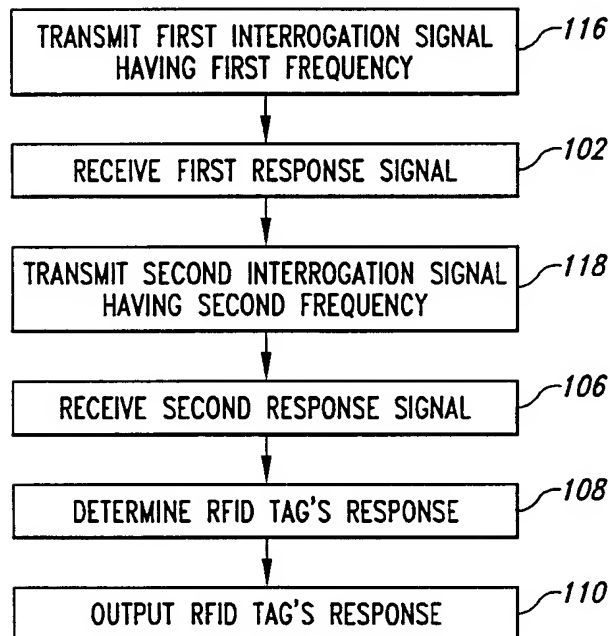 TRANSMIT FIRST INTERROGATION SIGNAL
HAVING FIRST FREQUENCY
116
RECEIVE FIRST RESPONSE SIGNAL
102
TRANSMIT SECOND INTERROGATION SIGNAL
HAVING SECOND FREQUENCY
118
RECEIVE SECOND RESPONSE SIGNAL
106
DETERMINE RFID TAG'S RESPONSE
108
OUTPUT RFID TAG'S RESPONSE
110